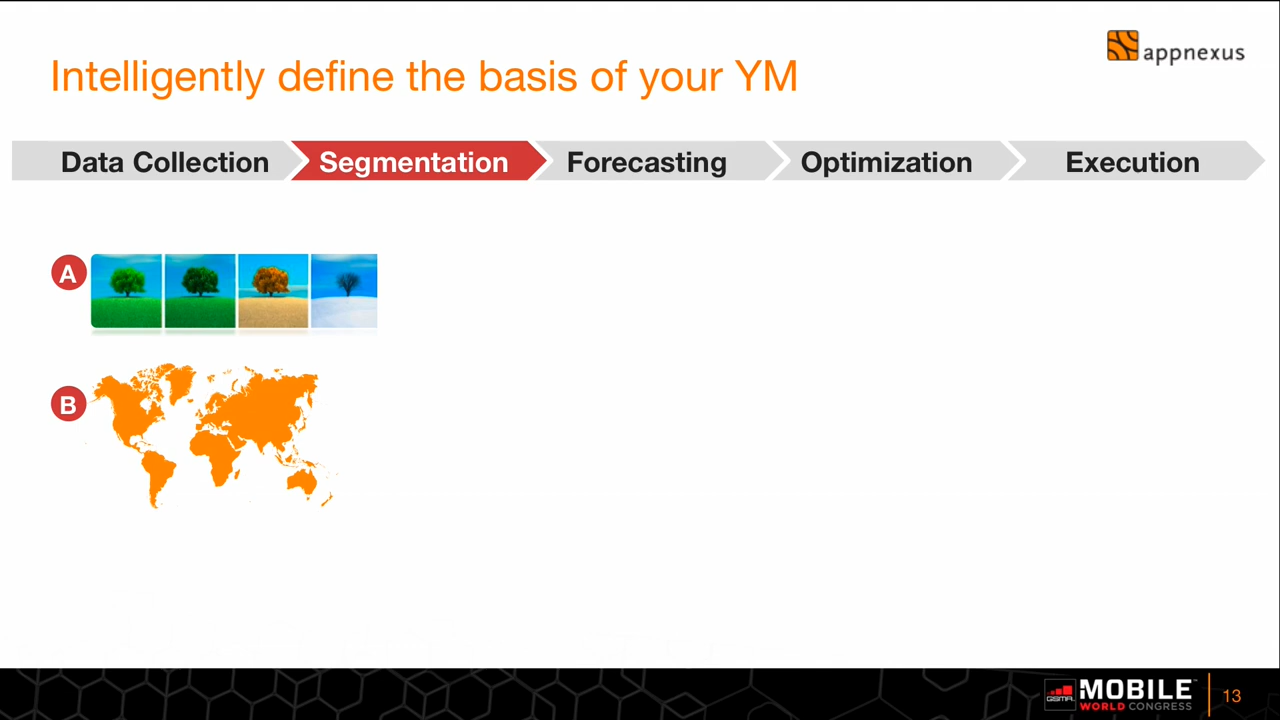 appnexus
Intelligently define the basis of your YM
Data Collection
Segmentation
Forecasting
Optimization
Execution
A
B
GSMA
MOBILE
WORLD CONGRESS
13